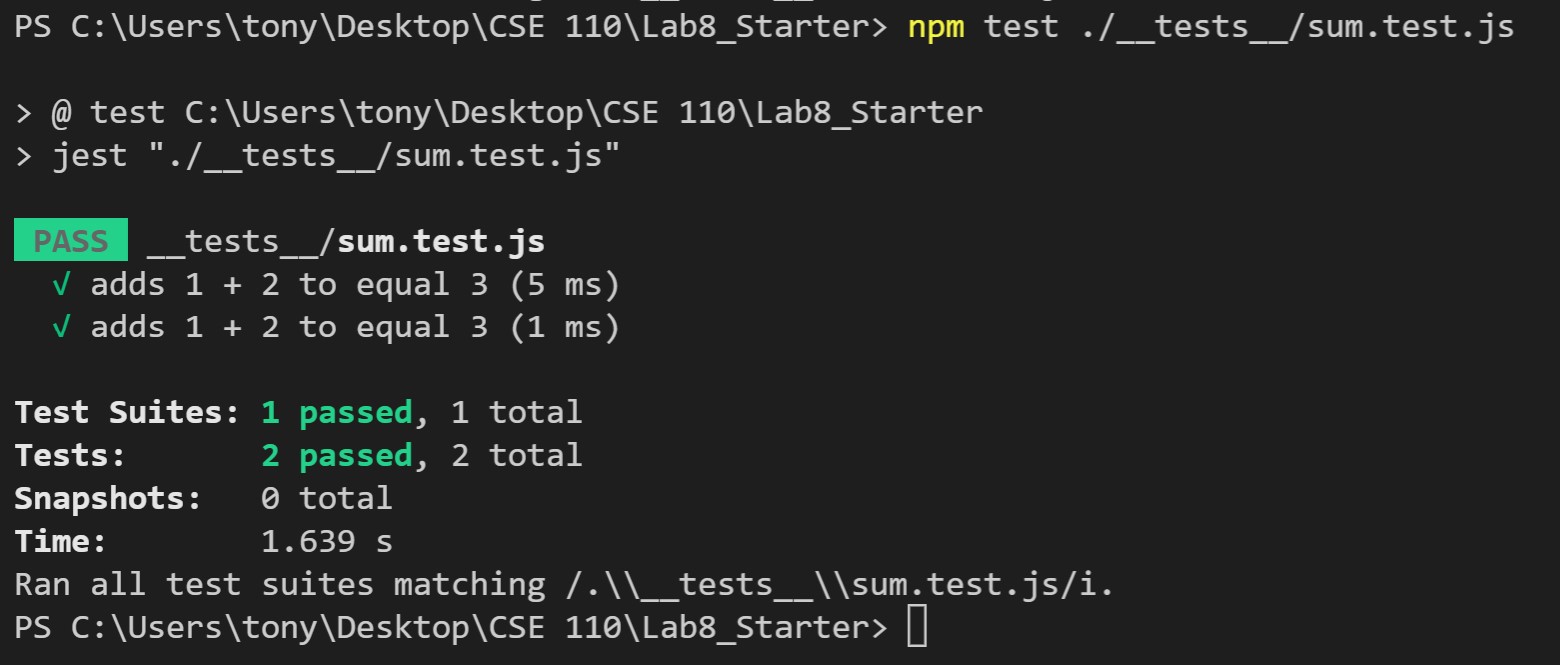 PS C:\Users\tony\Desktop\CSE 110\Lab8_Starter> npm test ./__tests__/sum.test.js
> @ test C:\Users\tony\Desktop\CSE 110\Lab8_Starter
> jest "./__tests__/sum.test.js"
PASS __tests__/sum.test.js
√ adds 1 + 2 to equal 3 (5 ms)
√ adds 1 + 2 to equal 3 (1 ms)
Test Suites: 1 passed, 1 total
Tests: 2 passed, 2 total
Snapshots: 0 total
Time: 1.639 s
Ran all test suites matching /.\\__tests__\\sum.test.js/i.
PS C:\Users\tony\Desktop\CSE 110\Lab8_Starter>